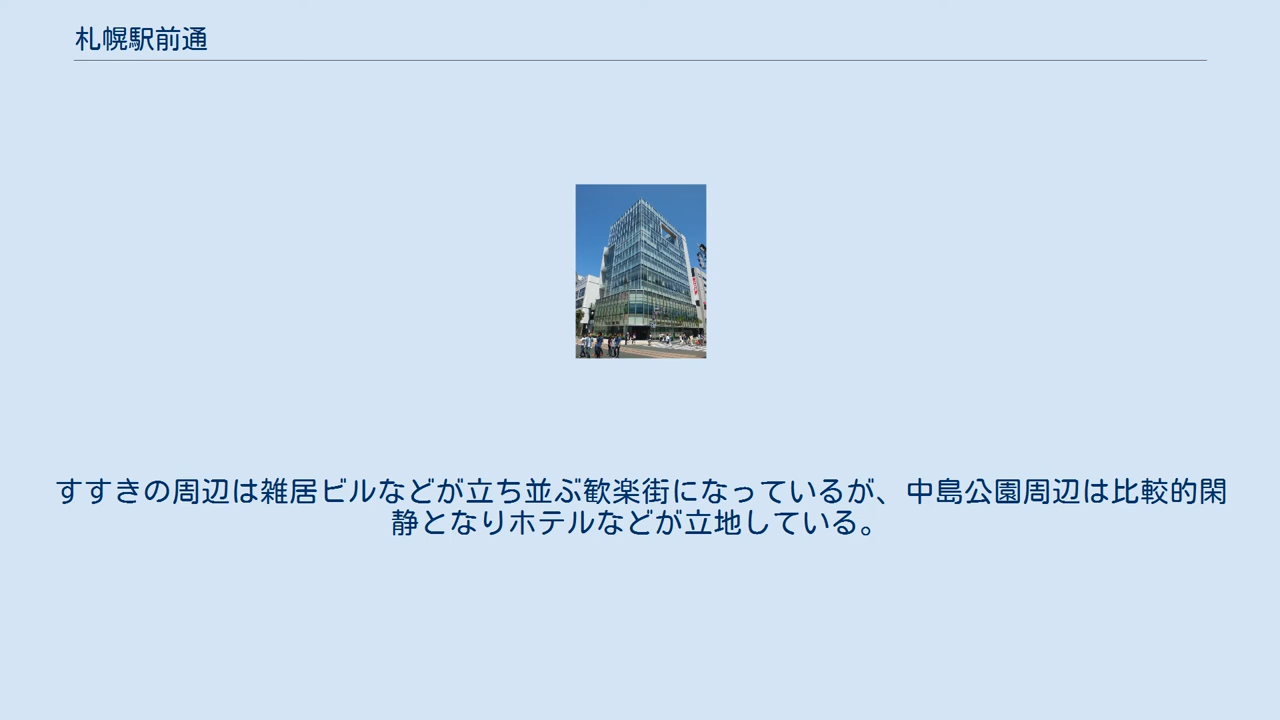 札幌駅前通
すすきの周辺は雑居ビルなどが立ち並ぶ歓楽街になっているが、中島公園周辺は比較的閑
静となりホテルなどが立地している。